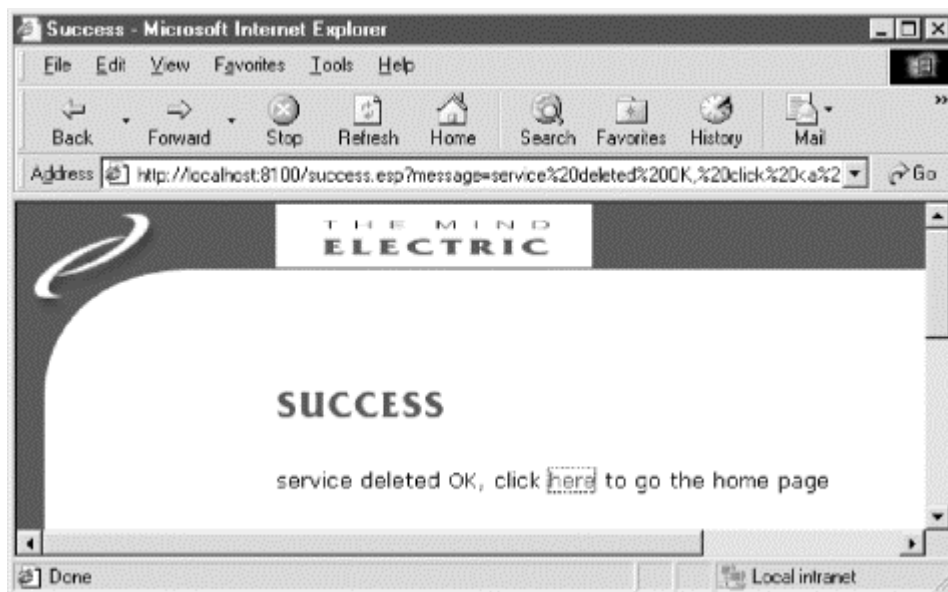 Success - Microsoft Internet Explorer
File Edit View Favorites Tools Help
Back Forward Stop Refresh Home Search Favorites History Mail »
Address http://localhost:8100/success.esp?message=service%20deleted%20OK,%20click%20<a%2 Go
THE MIND
ELECTRIC
SUCCESS
service deleted OK, click here to go the home page
Done Local intranet